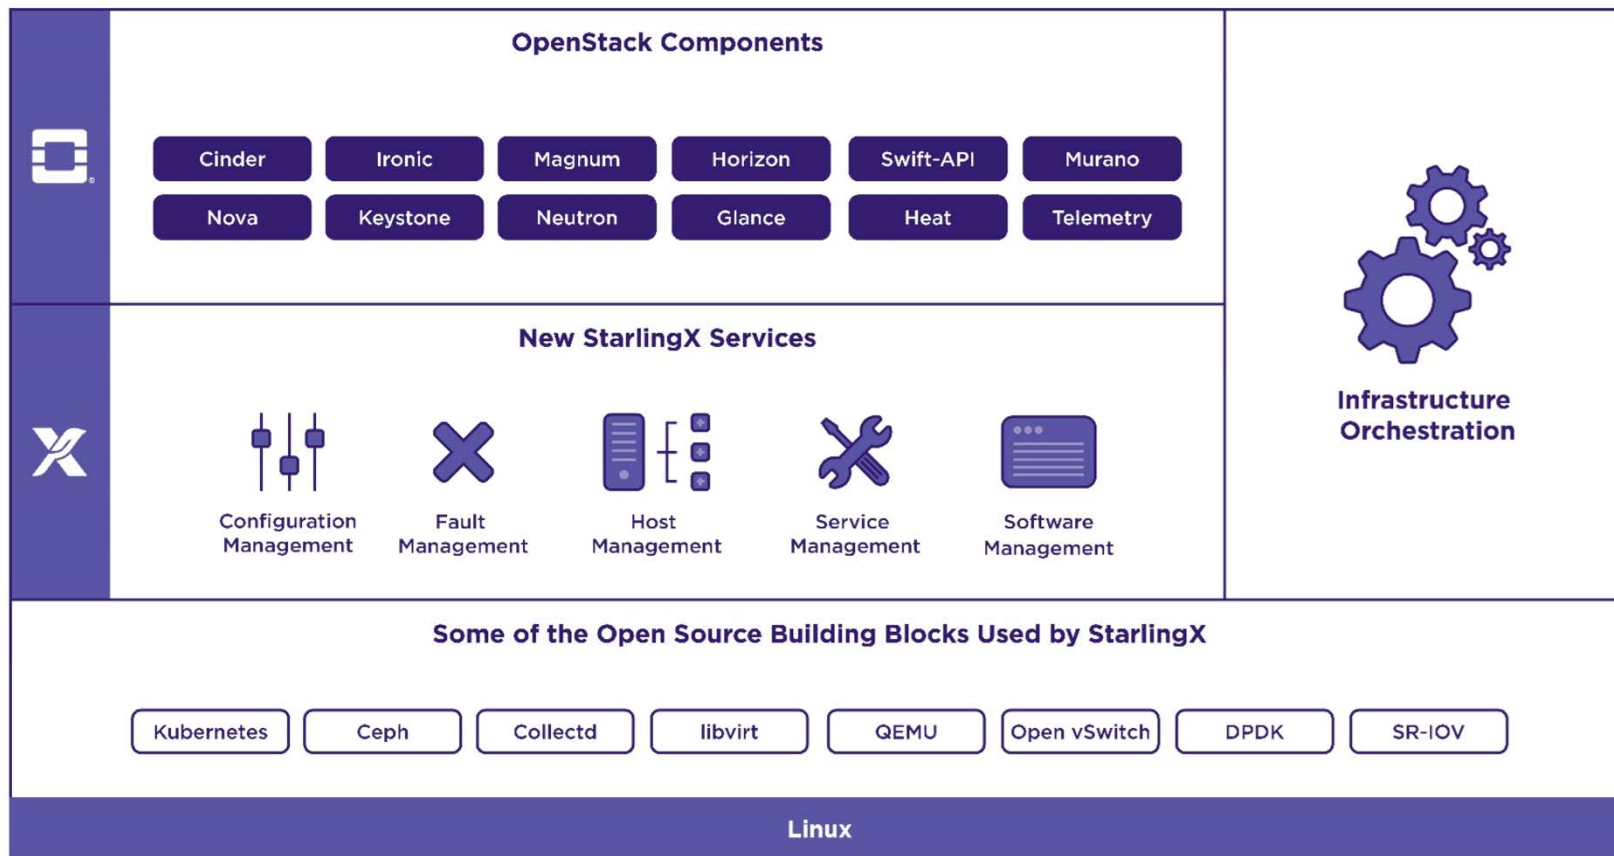 OpenStack Components
Cinder
Ironic
Magnum
Horizon
Swift-API
Murano
Nova
Keystone
Neutron
Glance
Heat
Telemetry
Infrastructure
Orchestration
New StarlingX Services
Configuration
Management
Fault
Management
Host
Management
Service
Management
Software
Management
Some of the Open Source Building Blocks Used by StarlingX
Kubernetes
Ceph
Collectd
libvirt
QEMU
Open vSwitch
DPDK
SR-IOV
Linux